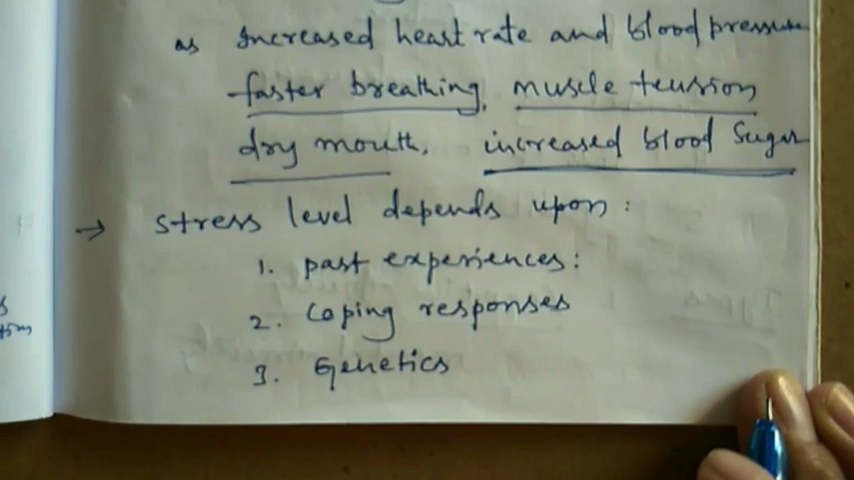 as Increased heart rate and blood pressure
faster breathing, muscle tension
dry mouth, increased blood sugar
→ stress level depends upon :
1. past experiences :
2. Coping responses
3. Genetics